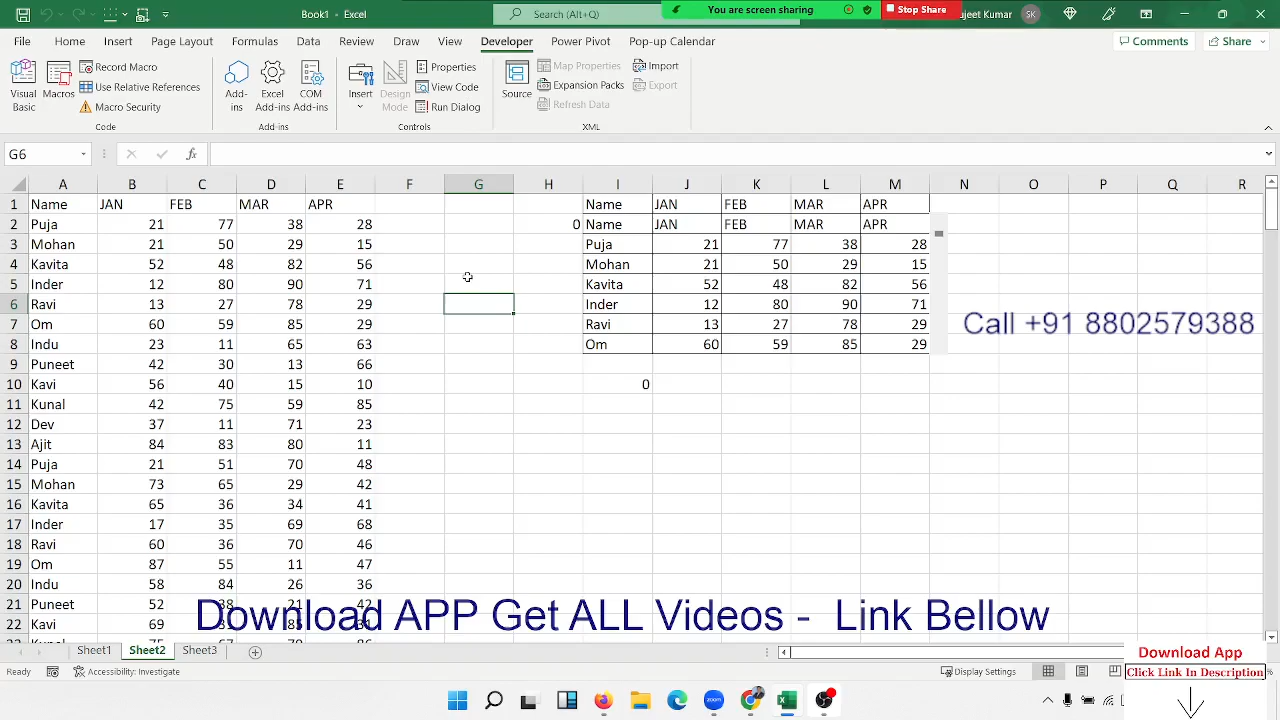 Book1 - Excel
Search (Alt+Q)
You are screen sharing
Stop Share
ujeet Kumar
SK
File Home Insert Page Layout Formulas Data Review Draw View Developer Power Pivot Pop-up Calendar
Comments
Share
Visual Basic
Macros
Record Macro
Use Relative References
Macro Security
Code
Add-ins
Excel Add-ins
COM Add-ins
Add-ins
Insert
Design Mode
Properties
View Code
Run Dialog
Controls
Source
Map Properties
Expansion Packs
Refresh Data
Import
Export
XML
G6
fx
A B C D E F G H I J K L M N O P Q R
1 Name JAN FEB MAR APR Name JAN FEB MAR APR
2 Puja 21 77 38 28 0 Name JAN FEB MAR APR
3 Mohan 21 50 29 15 Puja 21 77 38 28
4 Kavita 52 48 82 56 Mohan 21 50 29 15
5 Inder 12 80 90 71 Kavita 52 48 82 56
6 Ravi 13 27 78 29 Inder 12 80 90 71
7 Om 60 59 85 29 Ravi 13 27 78 29
8 Indu 23 11 65 63 Om 60 59 85 29
Call +91 8802579388
9 Puneet 42 30 13 66
10 Kavi 56 40 15 10 0
11 Kunal 42 75 59 85
12 Dev 37 11 71 23
13 Ajit 84 83 80 11
14 Puja 21 51 70 48
15 Mohan 73 65 29 42
16 Kavita 65 36 34 41
17 Inder 17 35 69 68
18 Ravi 60 36 70 46
19 Om 87 55 11 47
20 Indu 58 84 26 36
21 Puneet 52 38 21 42
22 Kavi 69
Download APP Get ALL Videos - Link Bellow
Sheet1 Sheet2 Sheet3
Ready
Accessibility: Investigate
Display Settings
Download App
Click Link In Description